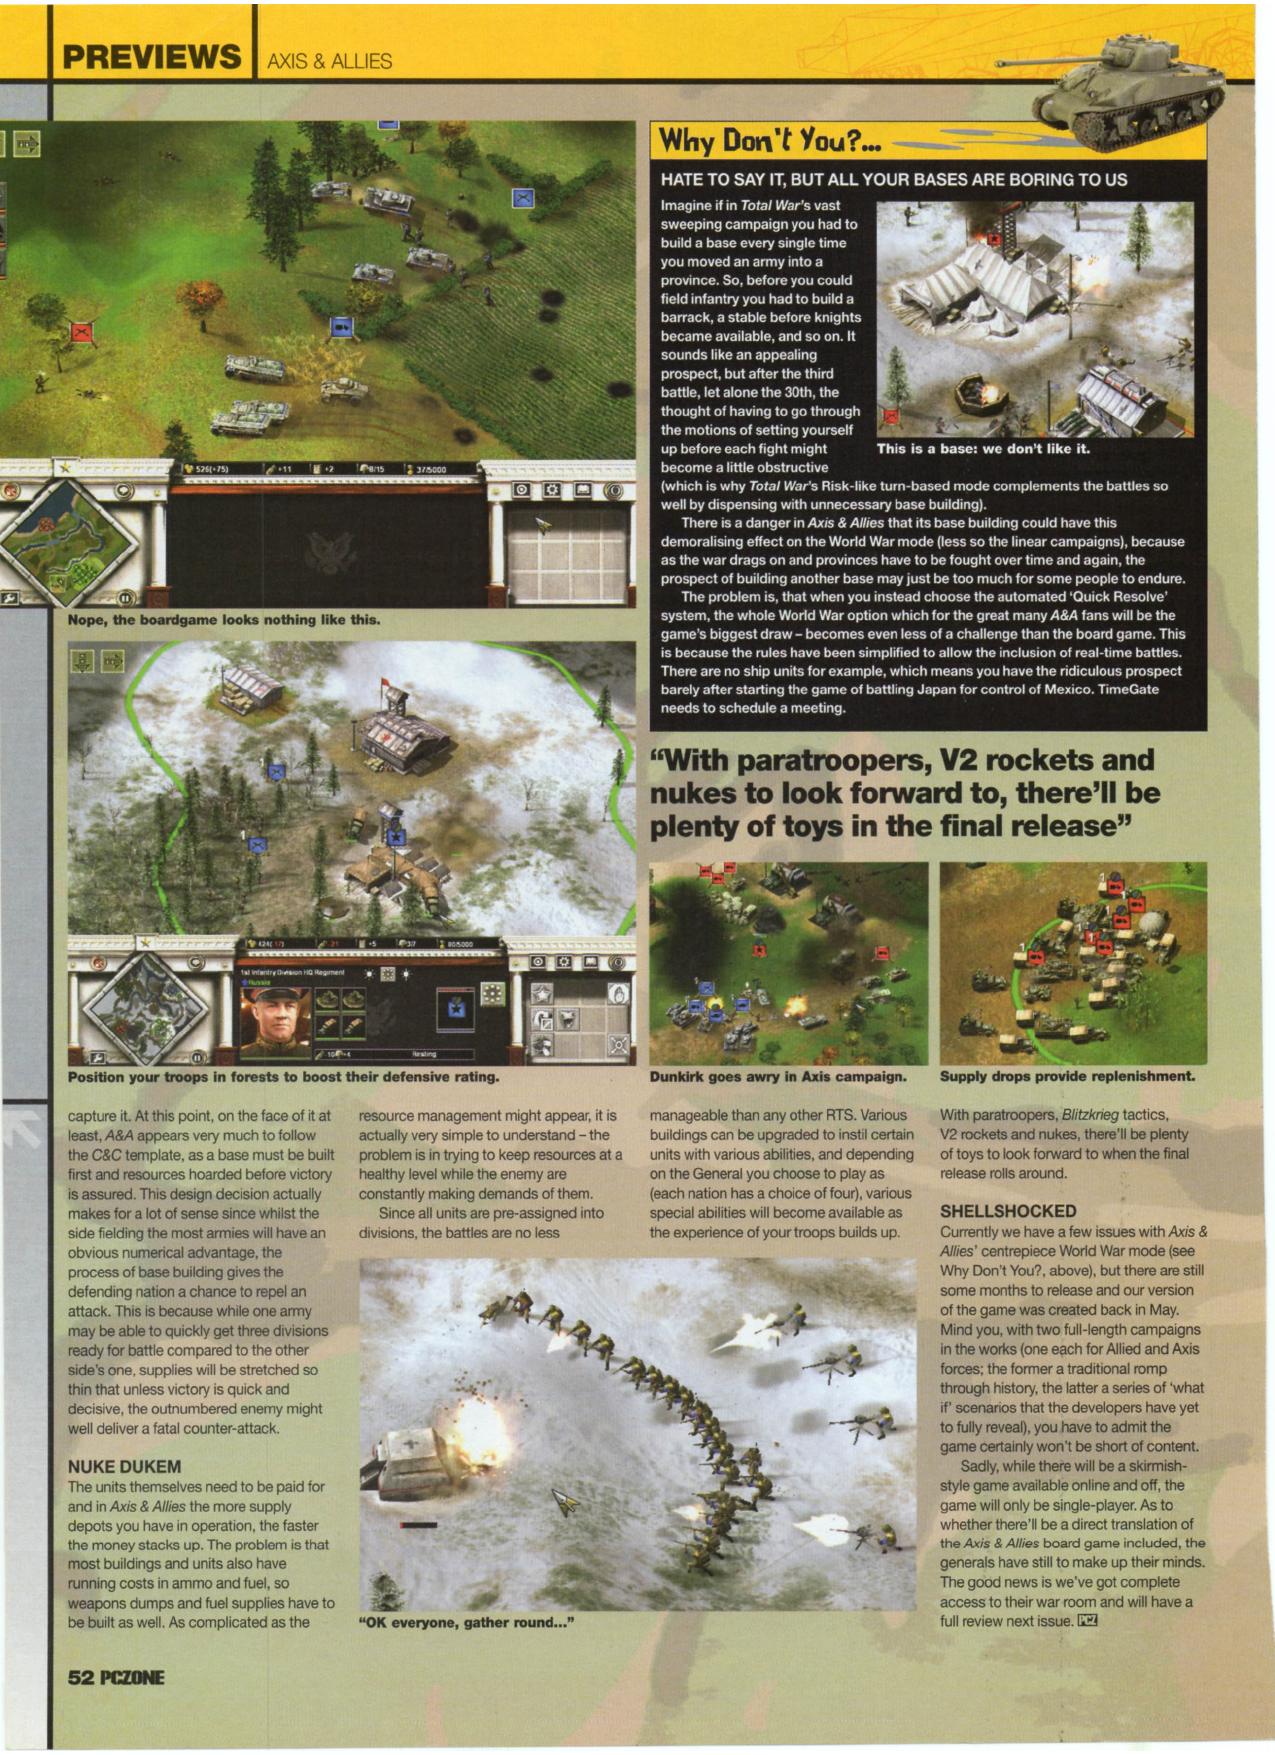 PREVIEWS
AXIS & ALLIES
526(+75)
+11
+2
8/15
37/5000
Nope, the boardgame looks nothing like this.
1
1
+5
3/7
80/5000
1st Infantry Division HQ Regiment
Russia
Resting
Position your troops in forests to boost their defensive rating.
Why Don't You?...
HATE TO SAY IT, BUT ALL YOUR BASES ARE BORING TO US
Imagine if in Total War's vast
sweeping campaign you had to
build a base every single time
you moved an army into a
province. So, before you could
field infantry you had to build a
barrack, a stable before knights
became available, and so on. It
sounds like an appealing
prospect, but after the third
battle, let alone the 30th, the
thought of having to go through
the motions of setting yourself
up before each fight might
become a little obstructive
(which is why Total War's Risk-like turn-based mode complements the battles so
well by dispensing with unnecessary base building).
There is a danger in Axis & Allies that its base building could have this
demoralising effect on the World War mode (less so the linear campaigns), because
as the war drags on and provinces have to be fought over time and again, the
prospect of building another base may just be too much for some people to endure.
The problem is, that when you instead choose the automated 'Quick Resolve'
system, the whole World War option which for the great many A&A fans will be the
game's biggest draw – becomes even less of a challenge than the board game. This
is because the rules have been simplified to allow the inclusion of real-time battles.
There are no ship units for example, which means you have the ridiculous prospect
barely after starting the game of battling Japan for control of Mexico. TimeGate
needs to schedule a meeting.
This is a base: we don't like it.
"With paratroopers, V2 rockets and
nukes to look forward to, there'll be
plenty of toys in the final release"
Dunkirk goes awry in Axis campaign.
Supply drops provide replenishment.
capture it. At this point, on the face of it at
least, A&A appears very much to follow
the C&C template, as a base must be built
first and resources hoarded before victory
is assured. This design decision actually
makes for a lot of sense since whilst the
side fielding the most armies will have an
obvious numerical advantage, the
process of base building gives the
defending nation a chance to repel an
attack. This is because while one army
may be able to quickly get three divisions
ready for battle compared to the other
side's one, supplies will be stretched so
thin that unless victory is quick and
decisive, the outnumbered enemy might
well deliver a fatal counter-attack.
NUKE DUKEM
The units themselves need to be paid for
and in Axis & Allies the more supply
depots you have in operation, the faster
the money stacks up. The problem is that
most buildings and units also have
running costs in ammo and fuel, so
weapons dumps and fuel supplies have to
be built as well. As complicated as the
resource management might appear, it is
actually very simple to understand – the
problem is in trying to keep resources at a
healthy level while the enemy are
constantly making demands of them.
Since all units are pre-assigned into
divisions, the battles are no less
manageable than any other RTS. Various
buildings can be upgraded to instil certain
units with various abilities, and depending
on the General you choose to play as
(each nation has a choice of four), various
special abilities will become available as
the experience of your troops builds up.
"OK everyone, gather round..."
With paratroopers, Blitzkrieg tactics,
V2 rockets and nukes, there'll be plenty
of toys to look forward to when the final
release rolls around.
SHELLSHOCKED
Currently we have a few issues with Axis &
Allies' centrepiece World War mode (see
Why Don't You?, above), but there are still
some months to release and our version
of the game was created back in May.
Mind you, with two full-length campaigns
in the works (one each for Allied and Axis
forces; the former a traditional romp
through history, the latter a series of 'what
if' scenarios that the developers have yet
to fully reveal), you have to admit the
game certainly won't be short of content.
Sadly, while there will be a skirmish-
style game available online and off, the
game will only be single-player. As to
whether there'll be a direct translation of
the Axis & Allies board game included, the
generals have still to make up their minds.
The good news is we've got complete
access to their war room and will have a
full review next issue. PCZ
52 PCZONE